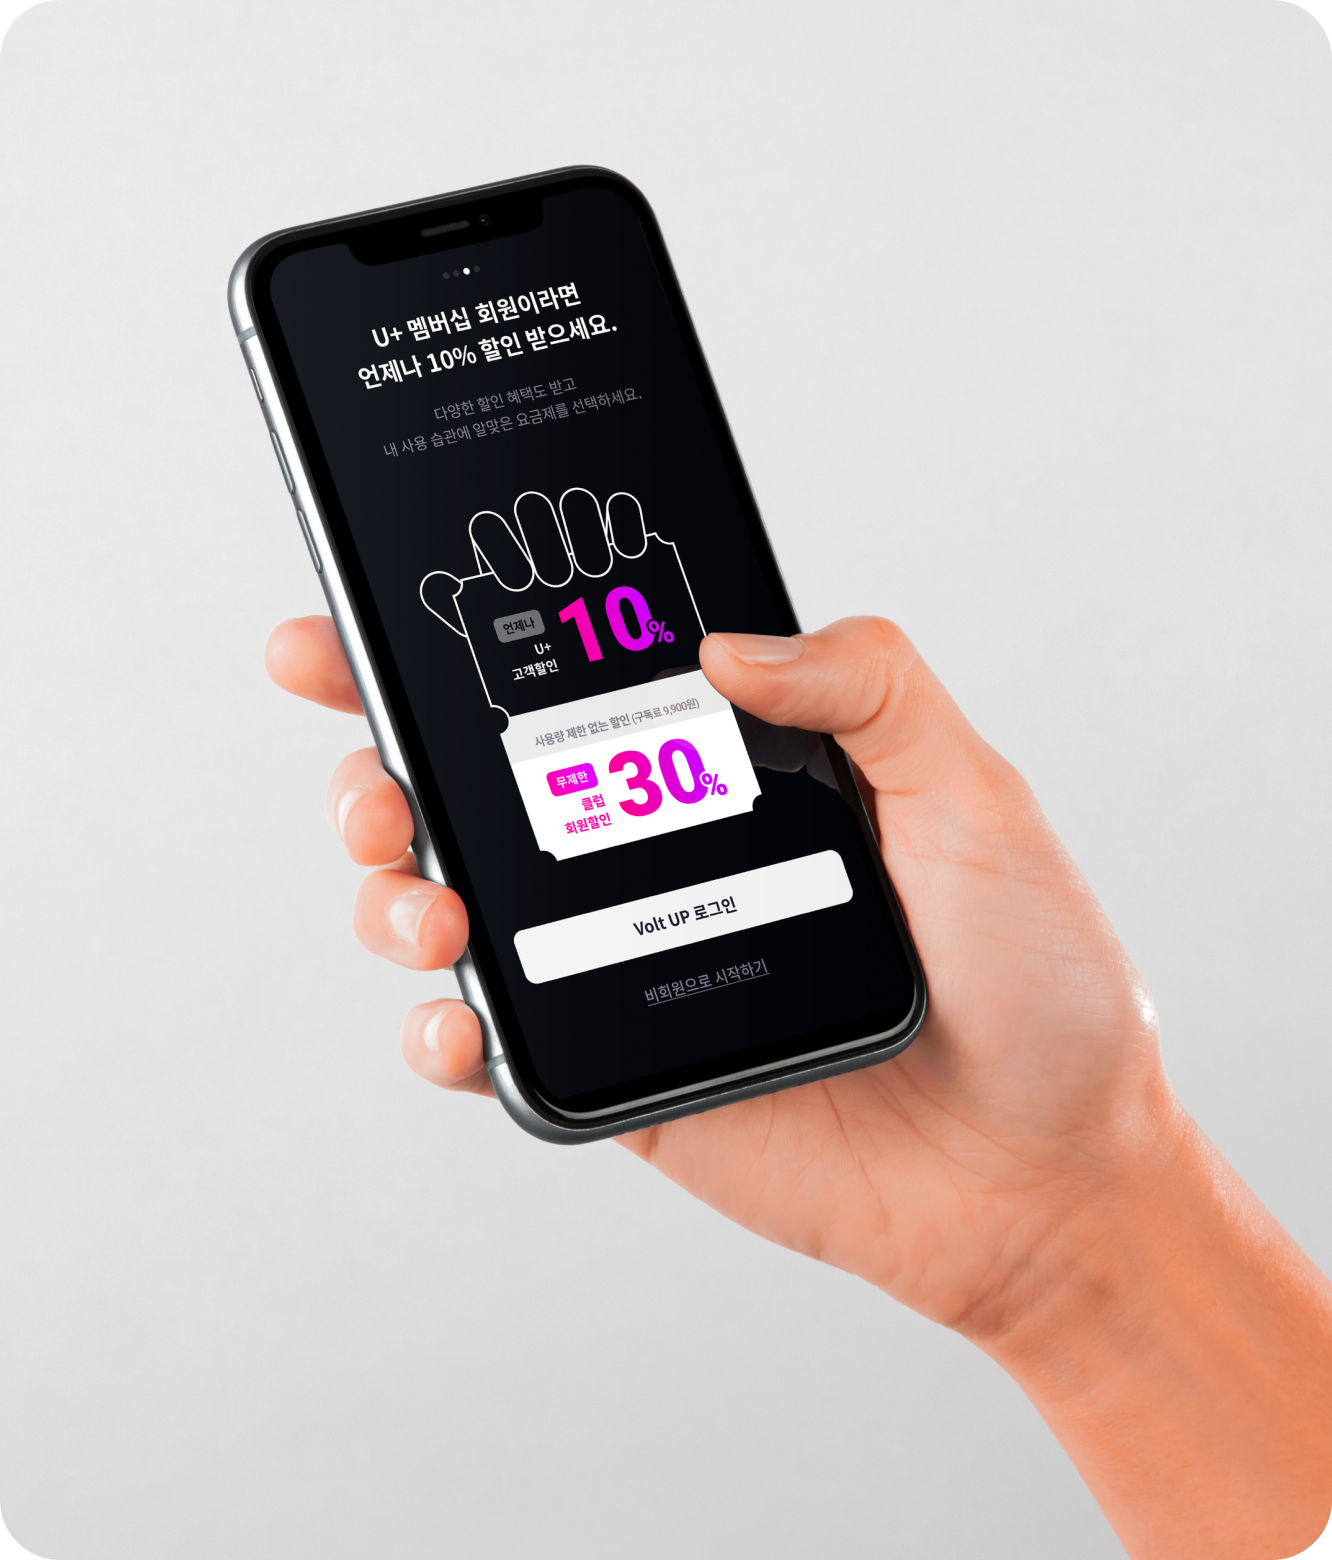 U+ 멤버십 회원이라면
언제나 10% 할인 받으세요.
다양한 할인 혜택도 받고
내 사용 습관에 알맞은 요금제를 선택하세요.
언제나
U+
고객할인
10%
사용량 제한 없는 할인 (구독료 9,900원)
무제한
클럽
회원할인
30%
Volt UP 로그인
비회원으로 시작하기